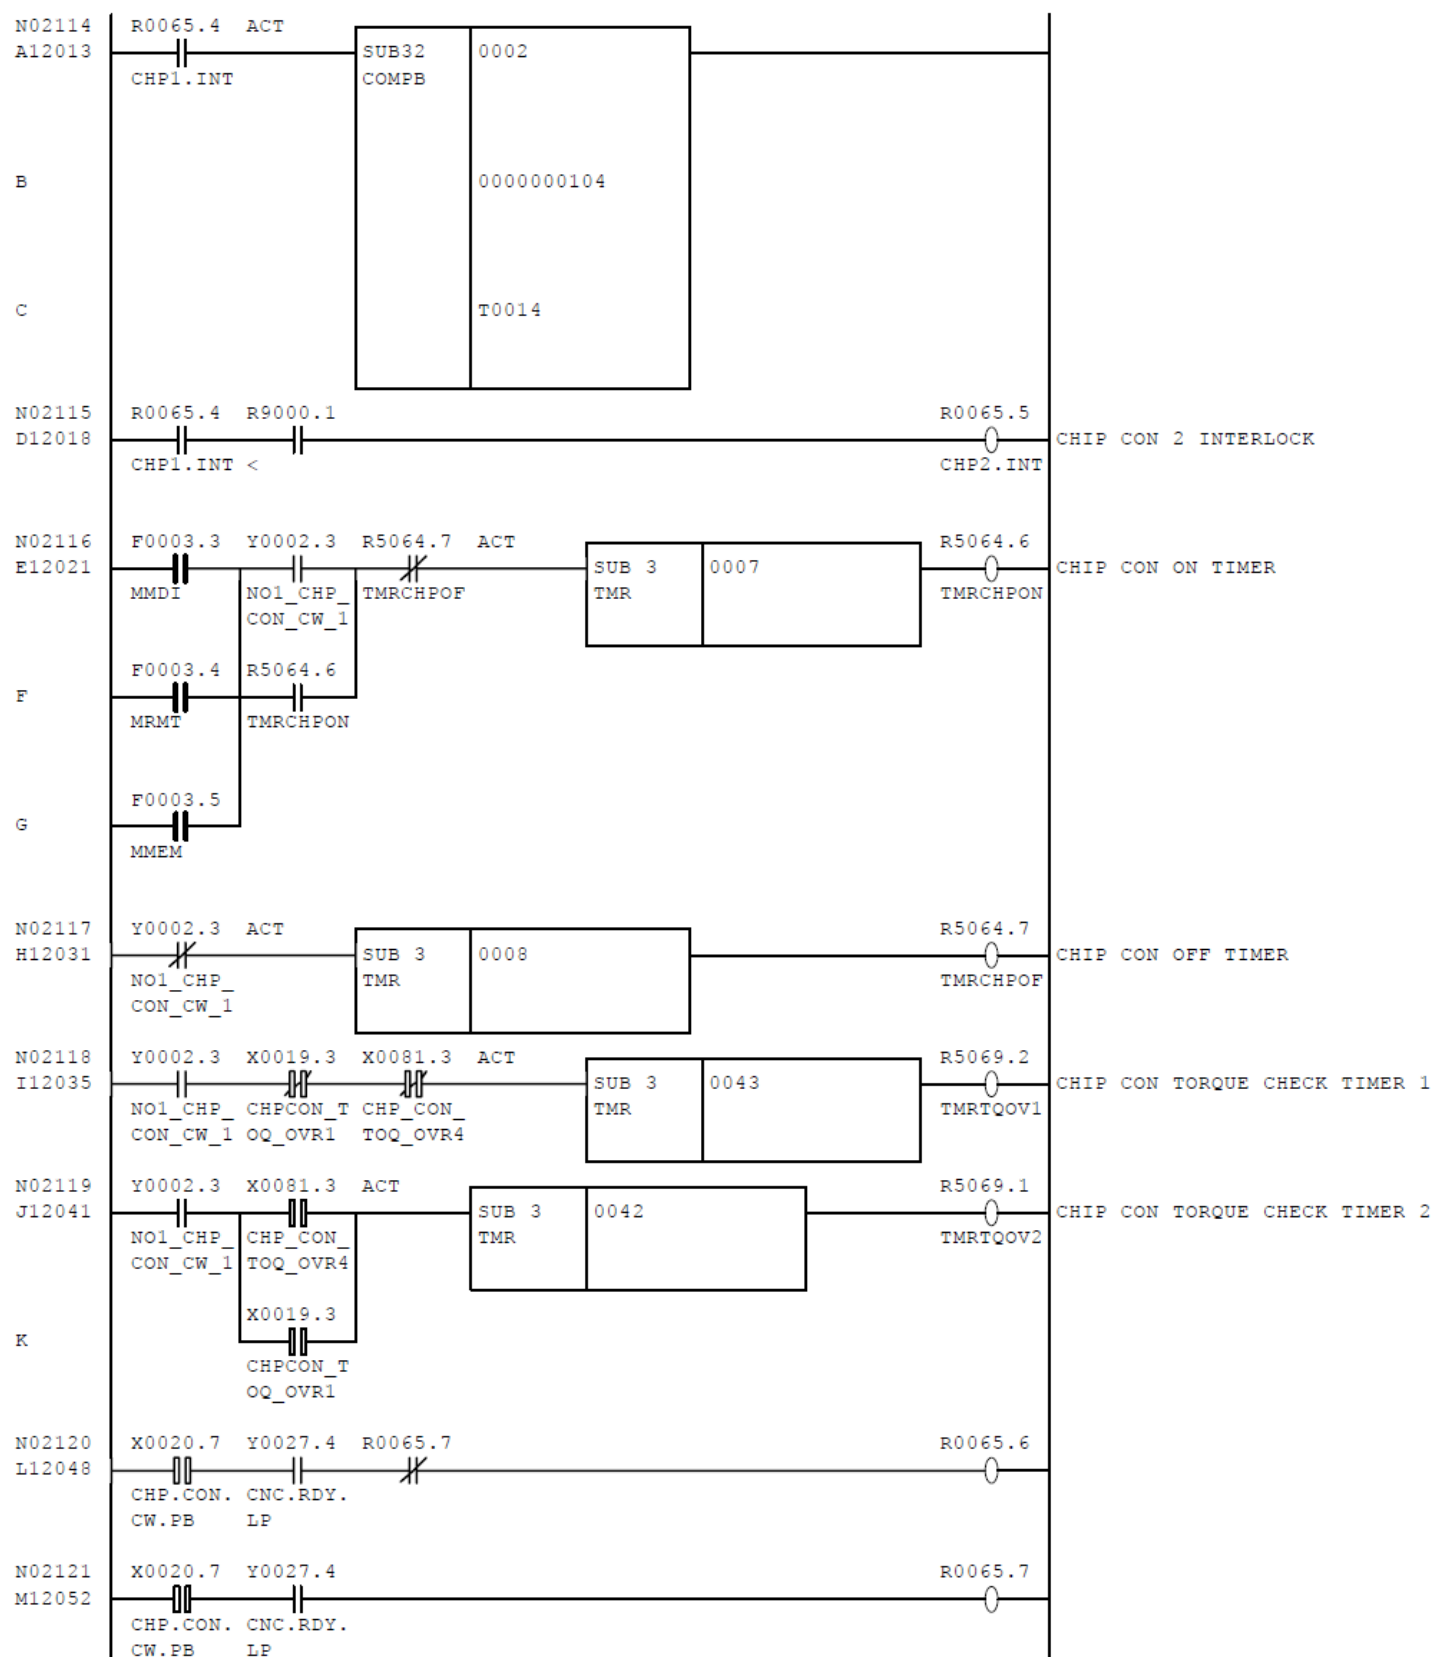 N02114 R0065.4 ACT
A12013 SUB32 0002
CHP1.INT COMPB
B 0000000104
C T0014
N02115 R0065.4 R9000.1 R0065.5
D12018 CHIP CON 2 INTERLOCK
CHP1.INT < CHP2.INT
N02116 F0003.3 Y0002.3 R5064.7 ACT R5064.6
E12021 SUB 3 0007 CHIP CON ON TIMER
MMDI NO1_CHP_ TMRCHPOF TMR TMRCHPON
CON_CW_1
F0003.4 R5064.6
F
MRMT TMRCHPON
F0003.5
G
MMEM
N02117 Y0002.3 ACT R5064.7
H12031 SUB 3 0008 CHIP CON OFF TIMER
NO1_CHP_ TMR TMRCHPOF
CON_CW_1
N02118 Y0002.3 X0019.3 X0081.3 ACT R5069.2
I12035 SUB 3 0043 CHIP CON TORQUE CHECK TIMER 1
NO1_CHP_ CHPCON_T CHP_CON_ TMR TMRTQOV1
CON_CW_1 OQ_OVR1 TOQ_OVR4
N02119 Y0002.3 X0081.3 ACT R5069.1
J12041 SUB 3 0042 CHIP CON TORQUE CHECK TIMER 2
NO1_CHP_ CHP_CON_ TMR TMRTQOV2
CON_CW_1 TOQ_OVR4
X0019.3
K
CHPCON_T
OQ_OVR1
N02120 X0020.7 Y0027.4 R0065.7 R0065.6
L12048
CHP.CON. CNC.RDY.
CW.PB LP
N02121 X0020.7 Y0027.4 R0065.7
M12052
CHP.CON. CNC.RDY.
CW.PB LP